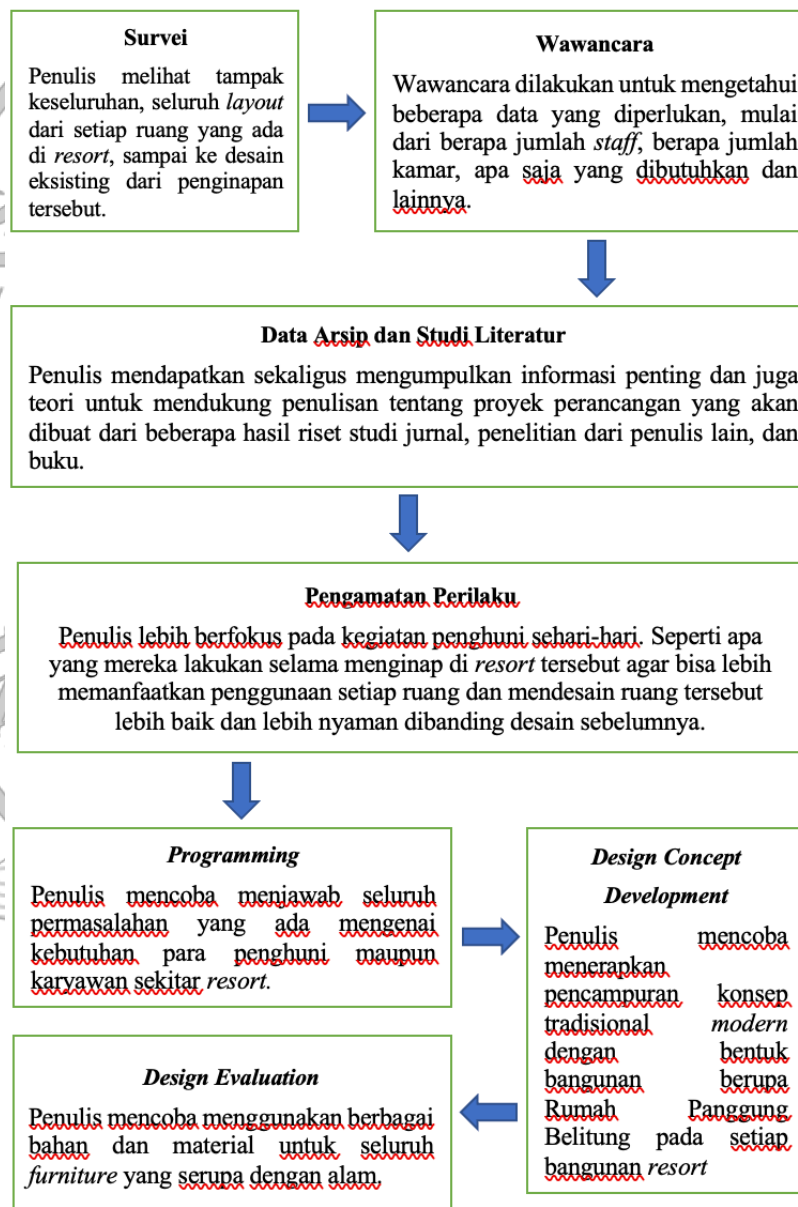 Survei
Penulis melihat tampak
keseluruhan, seluruh layout
dari setiap ruang yang ada
di resort, sampai ke desain
eksisting dari penginapan
tersebut.
Wawancara
Wawancara dilakukan untuk mengetahui
beberapa data yang diperlukan, mulai
dari berapa jumlah staff, berapa jumlah
kamar, apa saja yang dibutuhkan dan
lainnya.
Data Arsip dan Studi Literatur
Penulis mendapatkan sekaligus mengumpulkan informasi penting dan juga
teori untuk mendukung penulisan tentang proyek perancangan yang akan
dibuat dari beberapa hasil riset studi jurnal, penelitian dari penulis lain, dan
buku.
Pengamatan Perilaku
Penulis lebih berfokus pada kegiatan penghuni sehari-hari. Seperti apa
yang mereka lakukan selama menginap di resort tersebut agar bisa lebih
memanfaatkan penggunaan setiap ruang dan mendesain ruang tersebut
lebih baik dan lebih nyaman dibanding desain sebelumnya.
Programming
Penulis mencoba menjawab seluruh
permasalahan yang ada mengenai
kebutuhan para penghuni maupun
karyawan sekitar resort.
Design Concept
Development
Penulis mencoba
menerapkan
pencampuran konsep
tradisional modern
dengan bentuk
bangunan berupa
Rumah Panggung
Belitung pada setiap
bangunan resort
Design Evaluation
Penulis mencoba menggunakan berbagai
bahan dan material untuk seluruh
furniture yang serupa dengan alam.